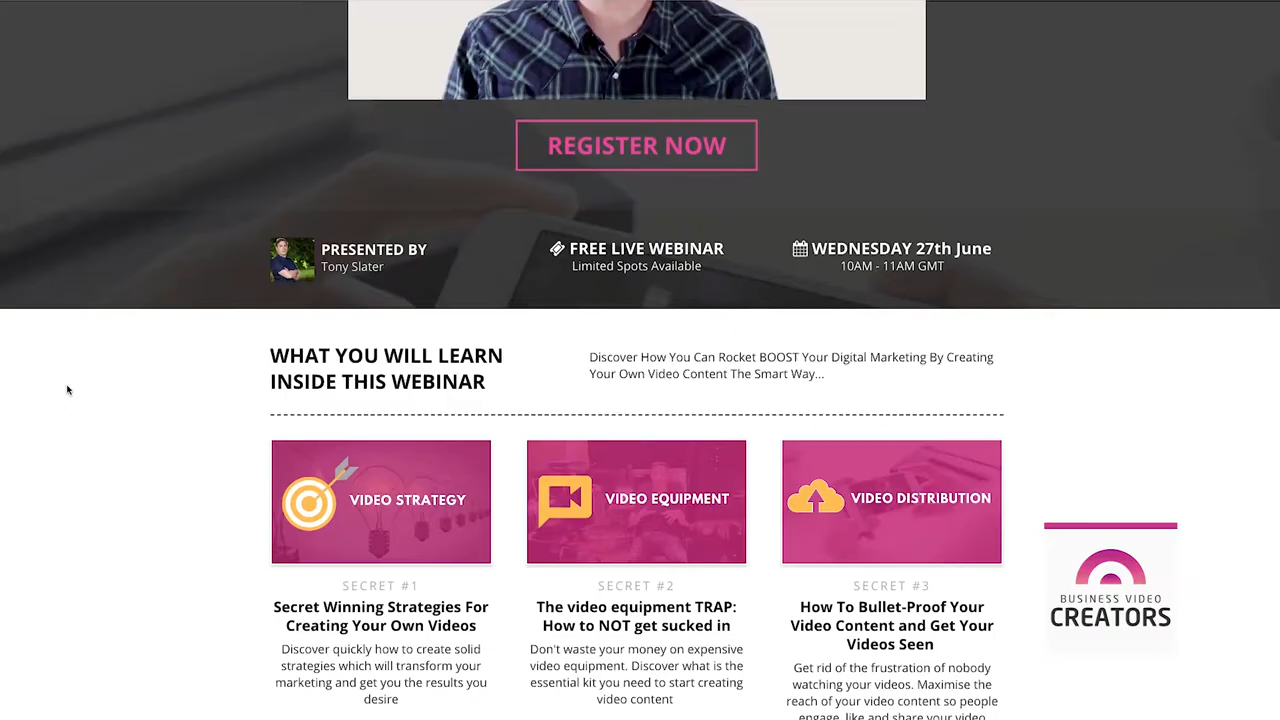 REGISTER NOW
PRESENTED BY
Tony Slater
FREE LIVE WEBINAR
Limited Spots Available
WEDNESDAY 27th June
10AM - 11AM GMT
WHAT YOU WILL LEARN
INSIDE THIS WEBINAR
Discover How You Can Rocket BOOST Your Digital Marketing By Creating
Your Own Video Content The Smart Way...
VIDEO STRATEGY
SECRET #1
Secret Winning Strategies For
Creating Your Own Videos
Discover quickly how to create solid
strategies which will transform your
marketing and get you the results you
desire
VIDEO EQUIPMENT
SECRET #2
The video equipment TRAP:
How to NOT get sucked in
Don't waste your money on expensive
video equipment. Discover what is the
essential kit you need to start creating
video content
VIDEO DISTRIBUTION
SECRET #3
How To Bullet-Proof Your
Video Content and Get Your
Videos Seen
Get rid of the frustration of nobody
watching your videos. Maximise the
reach of your video content so people
engage, like and share your video
BUSINESS VIDEO
CREATORS